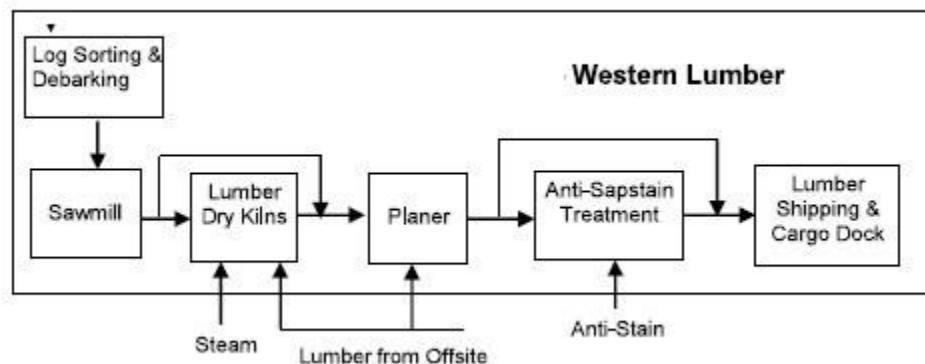 Log Sorting &
Debarking
Western Lumber
Sawmill
Lumber
Dry Kilns
Planer
Anti-Sapstain
Treatment
Lumber
Shipping &
Cargo Dock
Steam
Lumber from Offsite
Anti-Stain